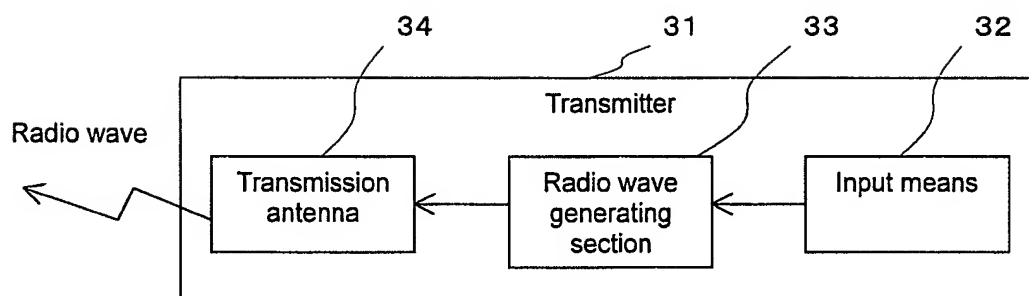 34
31
33
32
Transmitter
Radio wave
Transmission
antenna
Radio wave
generating
section
Input means